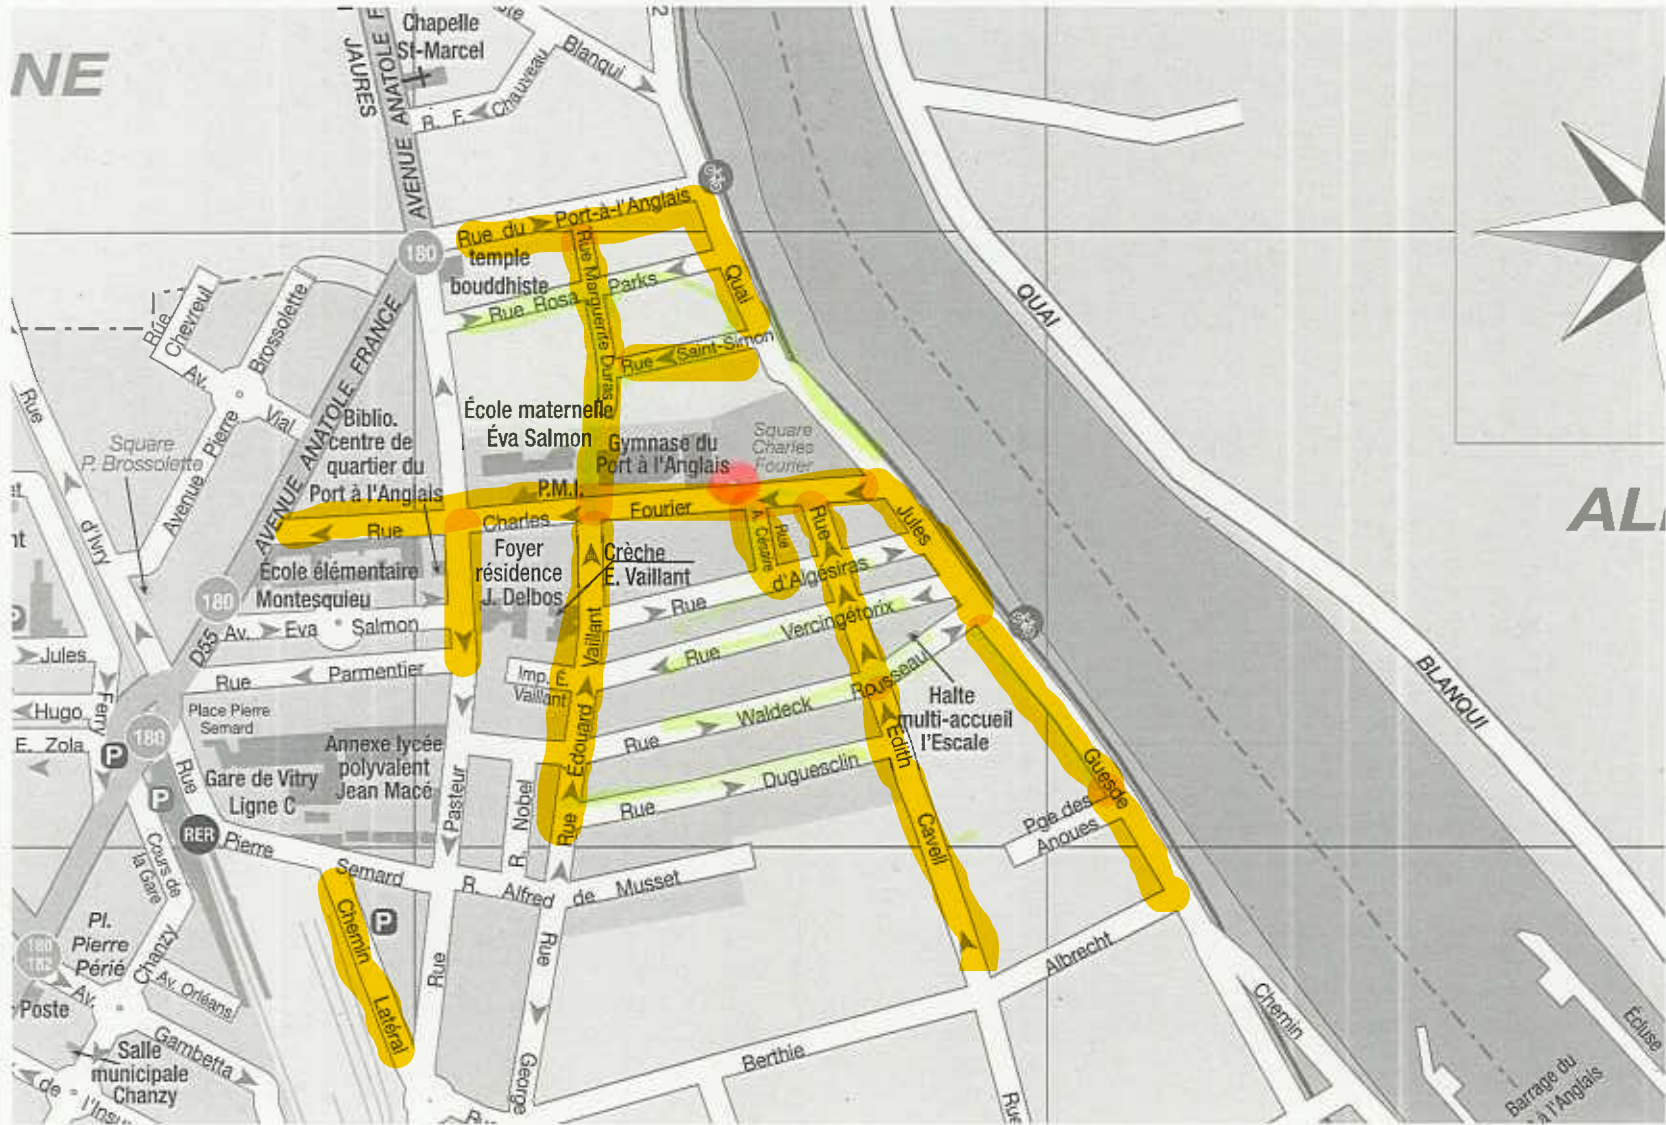 NE
JAURES
AVENUE ANATOLE F
Chapelle
St-Marcel
R. F. Chauveau
Blanqui
180
Rue du Port-à-l'Anglais
temple
bouddhiste
Rue Rosa Parks
Rue Marguerite Duras
Quai
Rue Saint-Simon
QUAI
BLANQUI
Rue
Chevreul
Brossolette
Av.
Vial
Avenue Pierre
AVENUE ANATOLE FRANCE
Square
P. Brossolette
Rue
d'Ivry
Biblio.
centre de
quartier du
Port à l'Anglais
École maternelle
Éva Salmon
Gymnase du
Port à l'Anglais
Square
Charles
Fourier
P.M.I.
Rue Charles Fourier
ALF
École élémentaire
Montesquieu
Foyer
résidence
J. Delbos
Crèche
E. Vaillant
Rue
A. Césaire
Rue Edith Cavell
Jules Guesde
Rue d'Algésiras
180
D55
Av. Eva Salmon
Rue Parmentier
Imp. E.
Vaillant
Rue Edouard Vaillant
Rue Vercingétorix
Rue Waldeck Rousseau
Rue Duguesclin
Halte
multi-accueil
l'Escale
Jules
Ferry
Hugo
E. Zola
180
P
Place Pierre
Semard
Gare de Vitry
Ligne C
Annexe lycée
polyvalent
Jean Macé
P
RER
Rue Pierre Semard
Rue Pasteur
R. Nobel
R. Alfred de Musset
Pge des
Anoues
Cours de
la Gare
Chemin Latéral
P
Pl.
Pierre
Périé
180
182
Chanzy
Av. Orléans
Av.
Poste
Gambetta
Salle
municipale
Chanzy
de
l'Insu
Rue
George
Berthie Albrecht
Rue
Chemin
Écluse
Barrage du
à l'Anglais